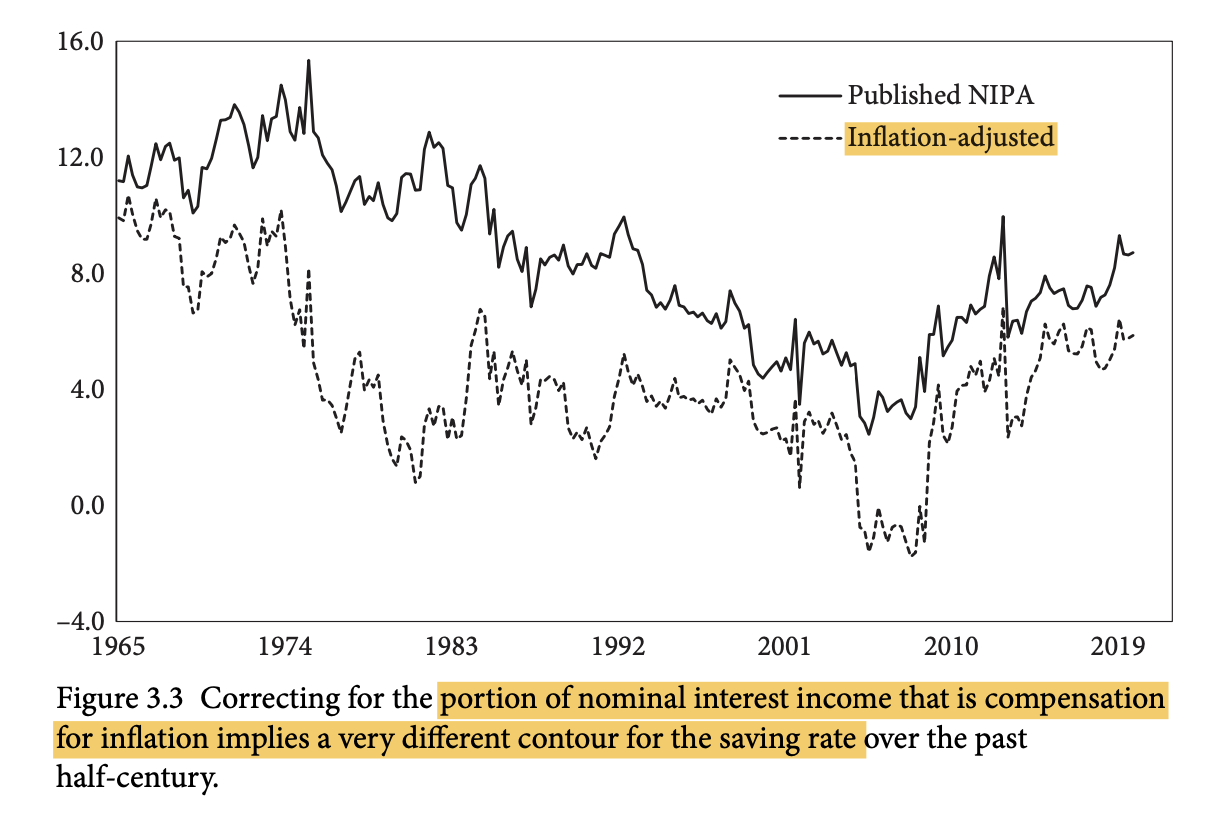 16.0
Published NIPA
Inflation-adjusted
12.0
8.0
4.0
0.0
–4.0
1965 1974 1983 1992 2001 2010 2019
Figure 3.3 Correcting for the portion of nominal interest income that is compensation
for inflation implies a very different contour for the saving rate over the past
half-century.